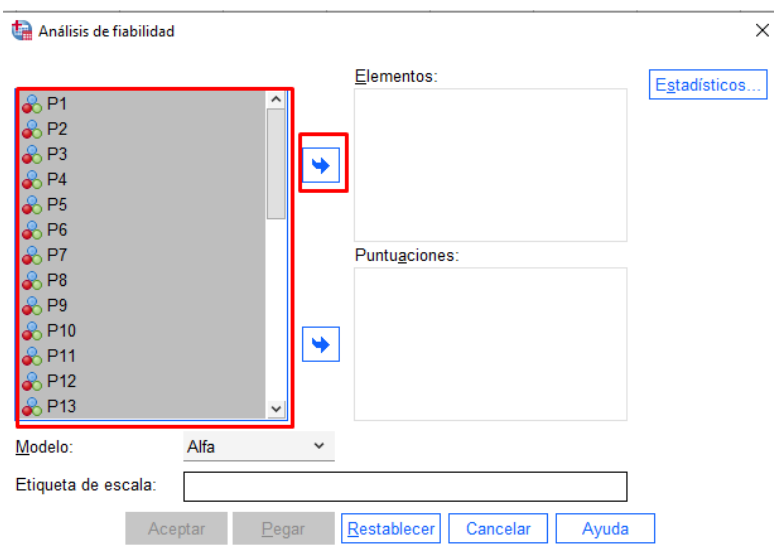 Análisis de fiabilidad
Elementos:
Estadísticos...
P1
P2
P3
P4
P5
P6
P7
P8
P9
P10
P11
P12
P13
Puntuaciones:
Modelo:
Alfa
Etiqueta de escala:
Aceptar
Pegar
Restablecer
Cancelar
Ayuda